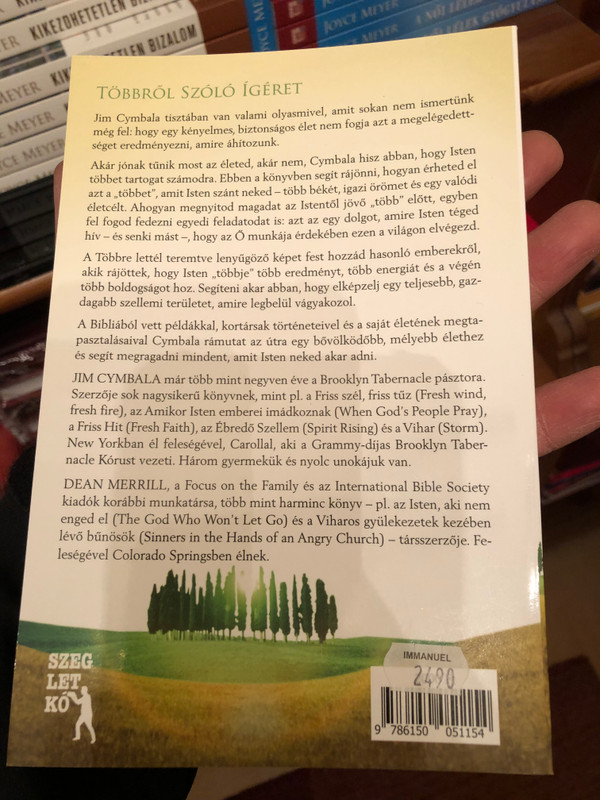 KIKEZDHETETLEN BIZALOM
JOYCE MEYER
JOYCE MEYER
A NŐI LÉLEK GYÓGYUL
MEYER
MEYER
TÖBBRŐL SZÓLÓ ÍGÉRET
Jim Cymbala tisztában van valami olyasmivel, amit sokan nem ismertünk
még fel: hogy egy kényelmes, biztonságos élet nem fogja azt a megelégedett-
séget eredményezni, amire áhítozunk.
Akár jónak tűnik most az életed, akár nem, Cymbala hisz abban, hogy Isten
többet tartogat számodra. Ebben a könyvben segít rájönni, hogyan érheted el
azt a „többet”, amit Isten szánt neked – több békét, igazi örömet és egy valódi
életcélt. Ahogyan megnyitod magadat az Istentől jövő „több” előtt, egyben
fel fogod fedezni egyedi feladatodat is: azt az egy dolgot, amire Isten téged
hív – és senki mást –, hogy az Ő munkája érdekében ezen a világon elvégezd.
A Többre lettél teremtve lenyűgöző képet fest hozzád hasonló emberekről,
akik rájöttek, hogy Isten „többje” több eredményt, több energiát és a végén
több boldogságot hoz. Segíteni akar abban, hogy elképzelj egy teljesebb, gaz-
dagabb szellemi területet, amire legbelül vágyakozol.
A Bibliából vett példákkal, kortársak történeteivel és a saját életének megta-
pasztalásaival Cymbala rámutat az útra egy bővölködőbb, mélyebb élethez
és segít megragadni mindent, amit Isten neked akar adni.
JIM CYMBALA már több mint negyven éve a Brooklyn Tabernacle pásztora.
Szerzője sok nagysikerű könyvnek, mint pl. a Friss szél, friss tűz (Fresh wind,
fresh fire), az Amikor Isten emberei imádkoznak (When God's People Pray),
a Friss Hit (Fresh Faith), az Ébredő Szellem (Spirit Rising) és a Vihar (Storm).
New Yorkban él feleségével, Carollal, aki a Grammy-díjas Brooklyn Taber-
nacle Kórust vezeti. Három gyermekük és nyolc unokájuk van.
DEAN MERRILL, a Focus on the Family és az International Bible Society
kiadók korábbi munkatársa, több mint harminc könyv – pl. az Isten, aki nem
enged el (The God Who Won't Let Go) és a Viharos gyülekezetek kezében
lévő bűnösök (Sinners in the Hands of an Angry Church) – társszerzője. Fe-
leségével Colorado Springsben élnek.
SZEG
LET
KŐ
IMMANUEL
2490
9 786150 051154